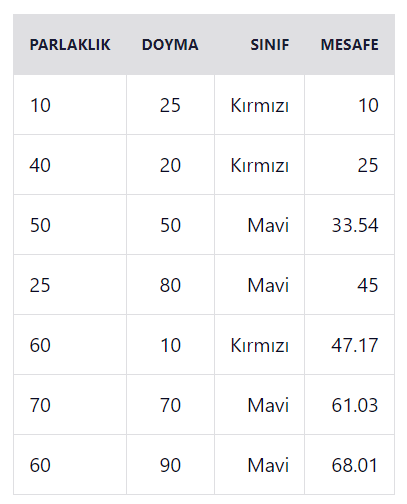 PARLAKLIK DOYMA SINIF MESAFE
10 25 Kırmızı 10
40 20 Kırmızı 25
50 50 Mavi 33.54
25 80 Mavi 45
60 10 Kırmızı 47.17
70 70 Mavi 61.03
60 90 Mavi 68.01